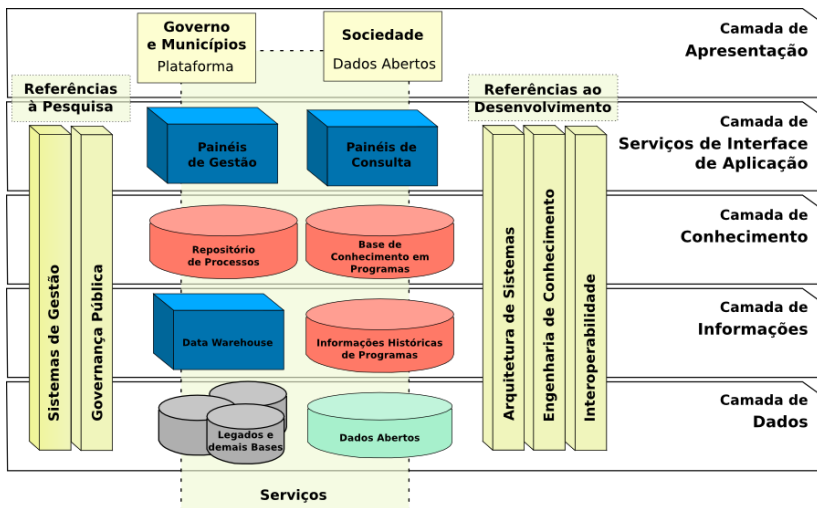 Governo
e Municípios
Plataforma
Sociedade
Dados Abertos
Camada de
Apresentação
Referências
à Pesquisa
Referências ao
Desenvolvimento
Painéis
de Gestão
Painéis de
Consulta
Camada de
Serviços de Interface
de Aplicação
Repositório
de Processos
Base de
Conhecimento em
Programas
Camada de
Conhecimento
Sistemas de Gestão
Governança Pública
Data Warehouse
Informações Históricas
de Programas
Arquitetura de Sistemas
Engenharia de Conhecimento
Interoperabilidade
Camada de
Informações
Legados e
demais Bases
Dados Abertos
Camada de
Dados
Serviços